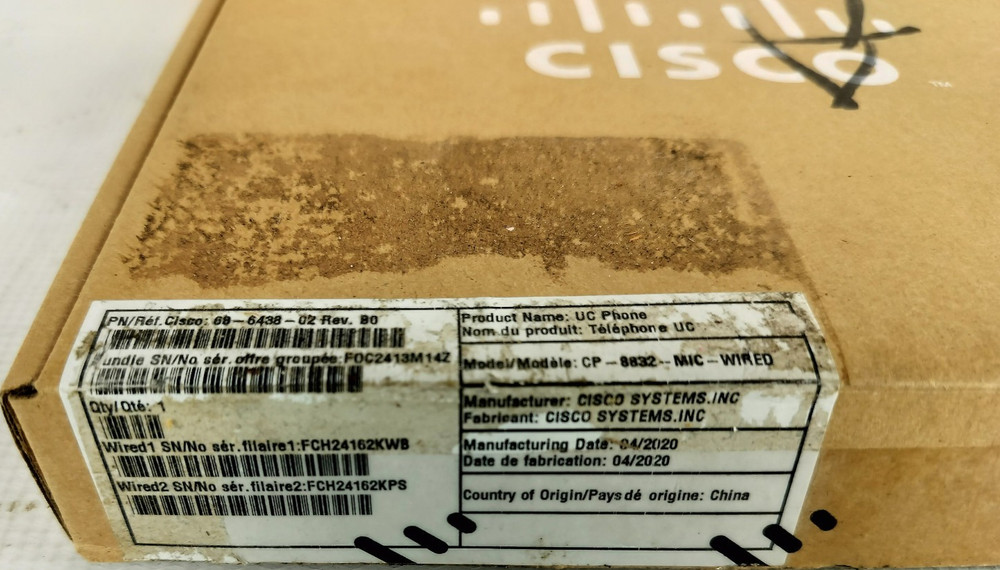 CISCO
TM
PN/Réf.Cisco: 68-6438-02 Rev. B0
undle SN/No sér.offre groupée:FOC2413M14Z
Qty/Qté: 1
Wired1 SN/No sér.filaire1:FCH24162KWB
Wired2 SN/No sér.filaire2:FCH24162KPS
Product Name: UC Phone
Nom du produit: Téléphone UC
Model/Modèle: CP-8832-MIC-WIRED
Manufacturer: CISCO SYSTEMS.INC
Fabricant: CISCO SYSTEMS.INC
Manufacturing Date: 04/2020
Date de fabrication: 04/2020
Country of Origin/Pays dé origine: China